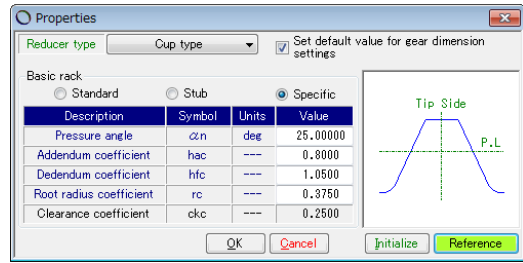 Properties
Reducer type Cup type Set default value for gear dimension
settings
Basic rack
Standard Stub Specific
Description Symbol Units Value
Pressure angle αn deg 25.00000
Addendum coefficient hac --- 0.8000
Dedendum coefficient hfc --- 1.0500
Root radius coefficient rc --- 0.3750
Clearance coefficient ckc --- 0.2500
Tip Side
P.L
OK Cancel Initialize Reference